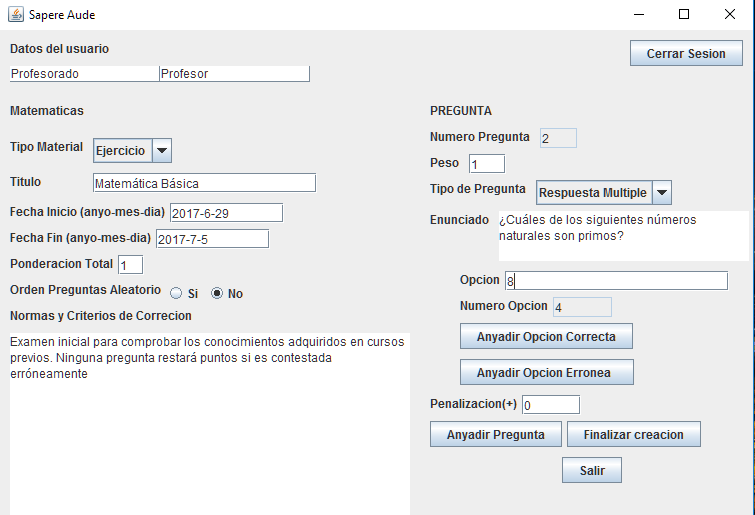 Sapere Aude
Datos del usuario
Cerrar Sesion
Profesorado Profesor
Matematicas
Tipo Material Ejercicio
Titulo Matemática Básica
Fecha Inicio (anyo-mes-dia) 2017-6-29
Fecha Fin (anyo-mes-dia) 2017-7-5
Ponderacion Total 1
Orden Preguntas Aleatorio Si No
Normas y Criterios de Correcion
Examen inicial para comprobar los conocimientos adquiridos en cursos
previos. Ninguna pregunta restará puntos si es contestada
erróneamente
PREGUNTA
Numero Pregunta 2
Peso 1
Tipo de Pregunta Respuesta Multiple
Enunciado ¿Cuáles de los siguientes números
naturales son primos?
Opcion 8
Numero Opcion 4
Anyadir Opcion Correcta
Anyadir Opcion Erronea
Penalizacion(+) 0
Anyadir Pregunta Finalizar creacion
Salir